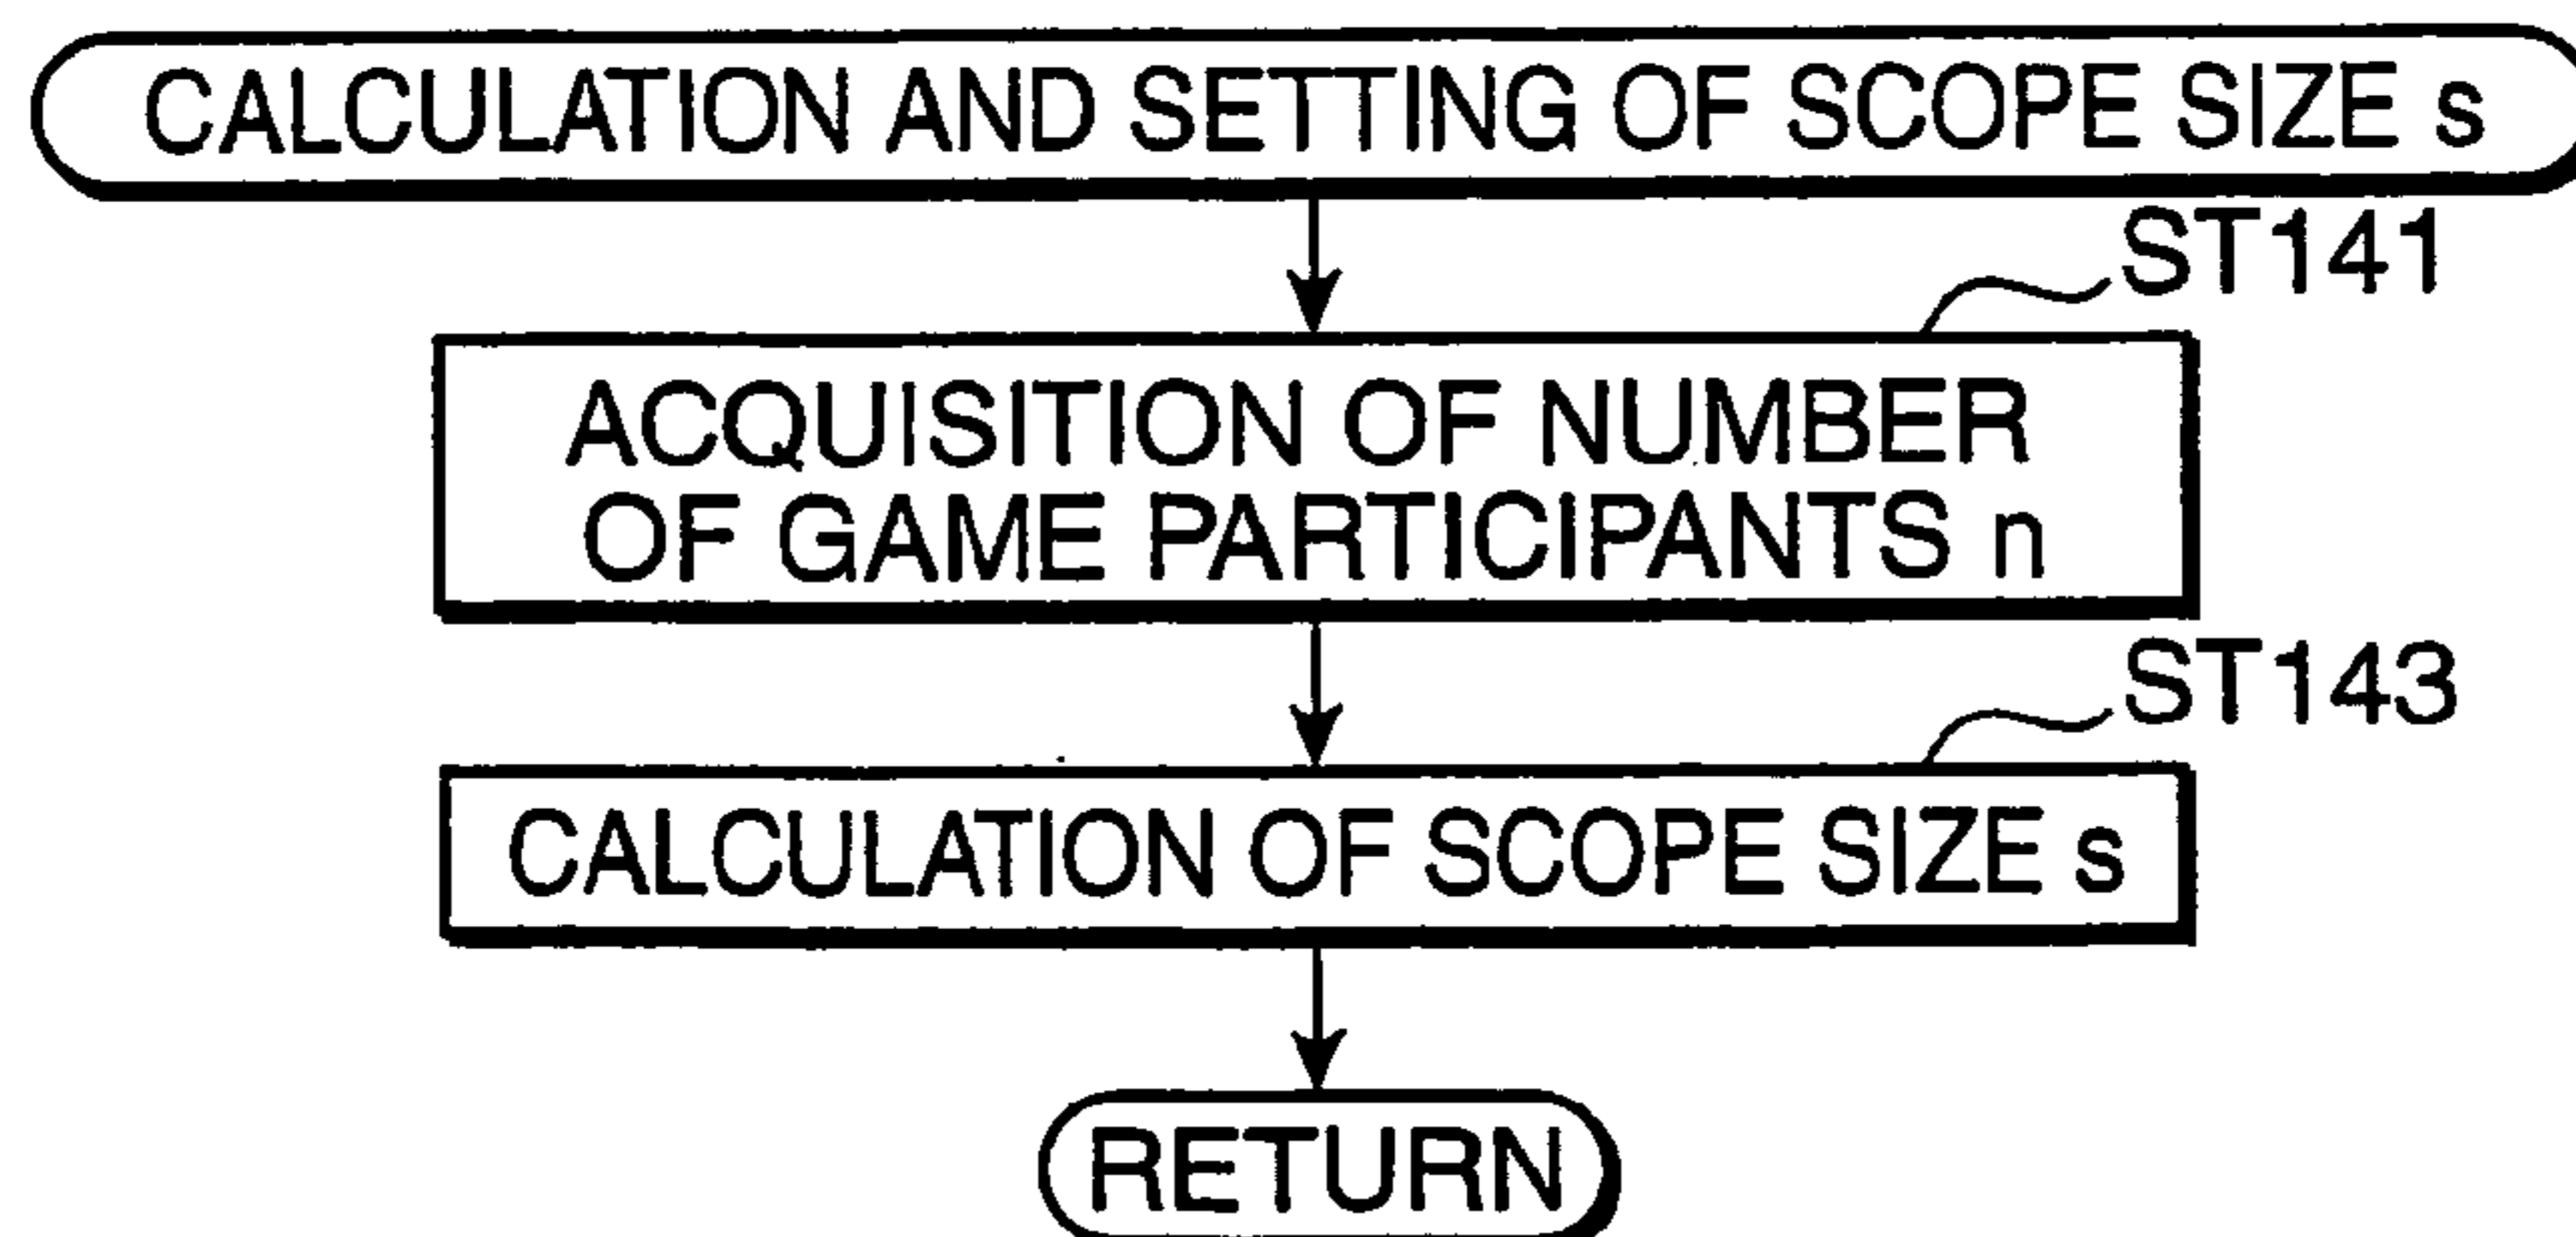 CALCULATION AND SETTING OF SCOPE SIZE s
ST141
ACQUISITION OF NUMBER
OF GAME PARTICIPANTS n
ST143
CALCULATION OF SCOPE SIZE s
RETURN